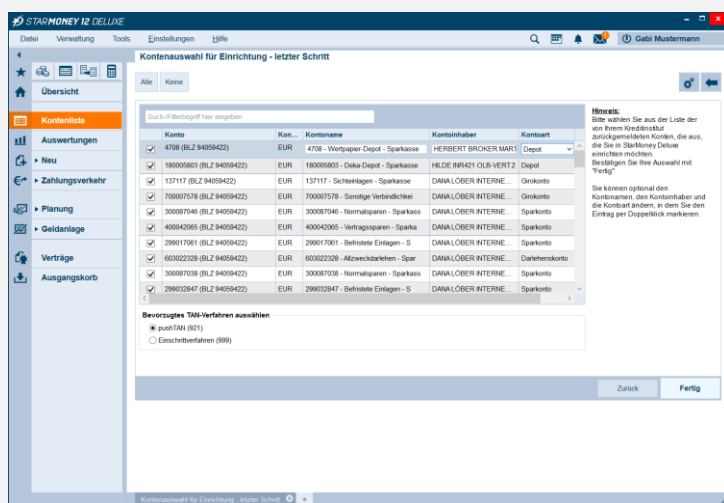 STARMONEY 12 DELUXE
Datei Verwaltung Tools Einstellungen Hilfe Gabi Mustermann
Kontenauswahl für Einrichtung - letzter Schritt
Übersicht
Kontenliste
Auswertungen
Neu
Zahlungsverkehr
Planung
Geldanlage
Verträge
Ausgangskorb
Alle Keine
Such-/Filterbegriff hier eingeben
Konto Kon... Kontoname Kontoinhaber Kontoart
4708 (BLZ 94059422) EUR 4708 - Wertpapier-Depot - Sparkasse HERBERT BROKER MART Depot
180005803 (BLZ 94059422) EUR 180005803 - Deka-Depot - Sparkasse HILDE INR421 OLB-VERT.2 Depot
137117 (BLZ 94059422) EUR 137117 - Sichteinlagen - Sparkasse DANA LÖBER INTERNE... Girokonto
700007578 (BLZ 94059422) EUR 700007578 - Sonstige Verbindlichkei DANA LÖBER INTERNE... Girokonto
300087046 (BLZ 94059422) EUR 300087046 - Normalsparen - Sparkass DANA LÖBER INTERNE... Sparkonto
400042065 (BLZ 94059422) EUR 400042065 - Vertragssparen - Sparka DANA LÖBER INTERNE... Sparkonto
299017061 (BLZ 94059422) EUR 299017061 - Befristete Einlagen - S DANA LÖBER INTERNE... Sparkonto
603022328 (BLZ 94059422) EUR 603022328 - Allzweckdarlehen - Spar DANA LÖBER INTERNE... Darlehenskonto
300087038 (BLZ 94059422) EUR 300087038 - Normalsparen - Sparkass DANA LÖBER INTERNE... Sparkonto
299032847 (BLZ 94059422) EUR 299032847 - Befristete Einlagen - S DANA LÖBER INTERNE... Sparkonto
Bevorzugtes TAN-Verfahren auswählen
pushTAN (921)
Einschrittverfahren (999)
Hinweis:
Bitte wählen Sie aus der Liste der
von Ihrem Kreditinstitut
zurückgemeldeten Konten, die aus,
die Sie in StarMoney Deluxe
einrichten möchten.
Bestätigen Sie Ihre Auswahl mit
"Fertig".
Sie können optional den
Kontonamen, den Kontoinhaber und
die Kontoart ändern, in dem Sie den
Eintrag per Doppelklick markieren.
Zurück Fertig
Kontenauswahl für Einrichtung - letzter Schritt